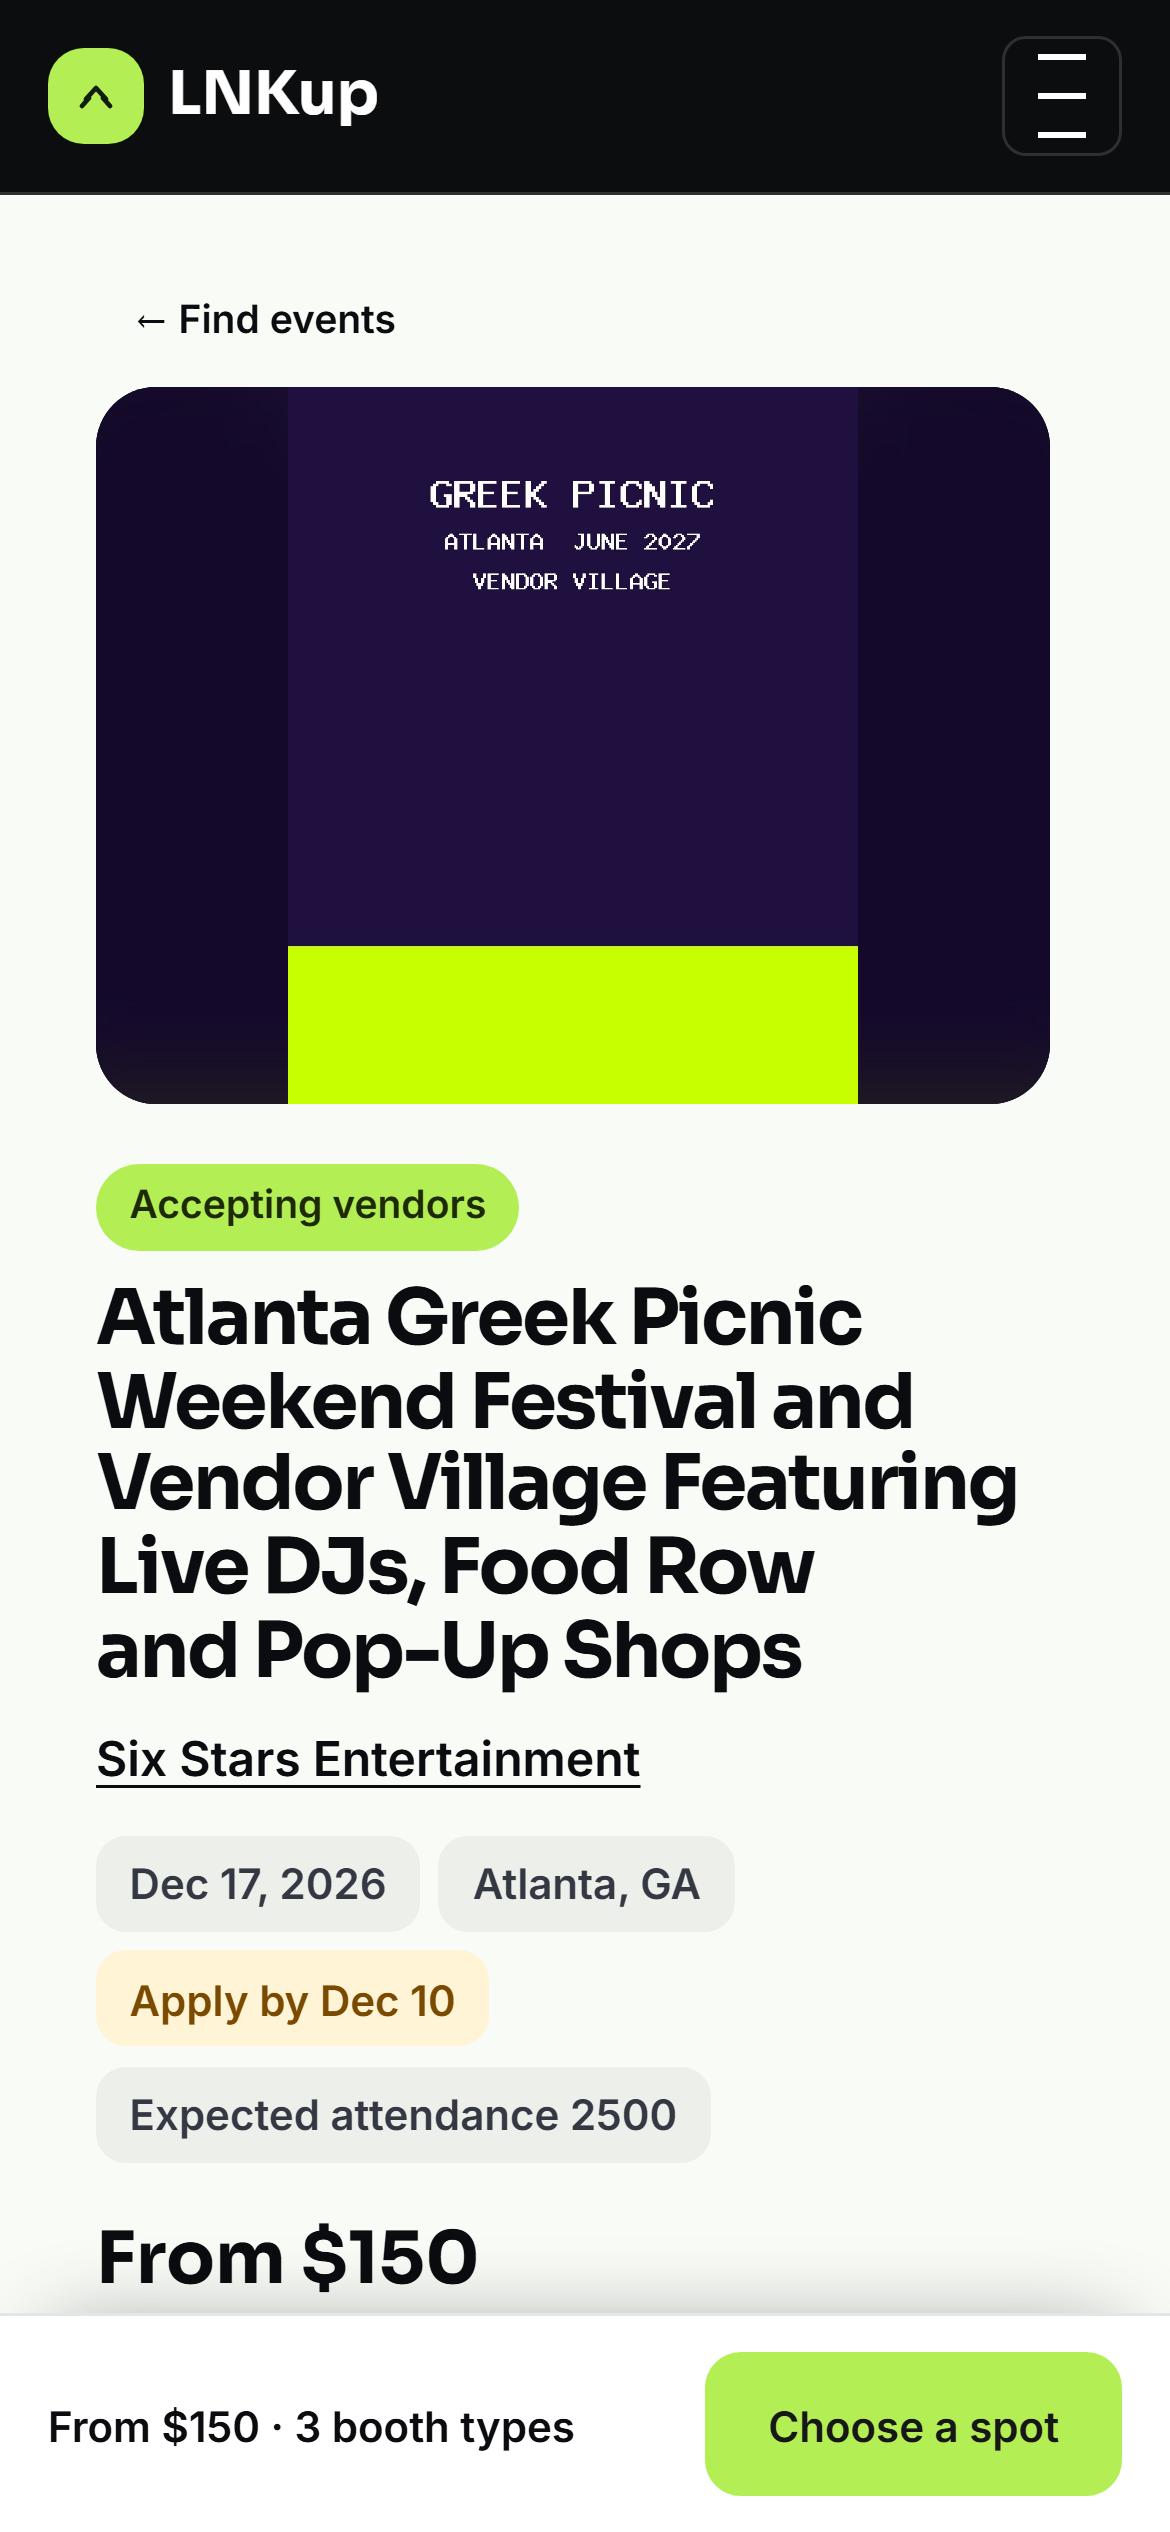 LNKup
← Find events
GREEK PICNIC
ATLANTA JUNE 2027
VENDOR VILLAGE
Accepting vendors
Atlanta Greek Picnic
Weekend Festival and
Vendor Village Featuring
Live DJs, Food Row
and Pop-Up Shops
Six Stars Entertainment
Dec 17, 2026
Atlanta, GA
Apply by Dec 10
Expected attendance 2500
From $150
From $150 · 3 booth types
Choose a spot